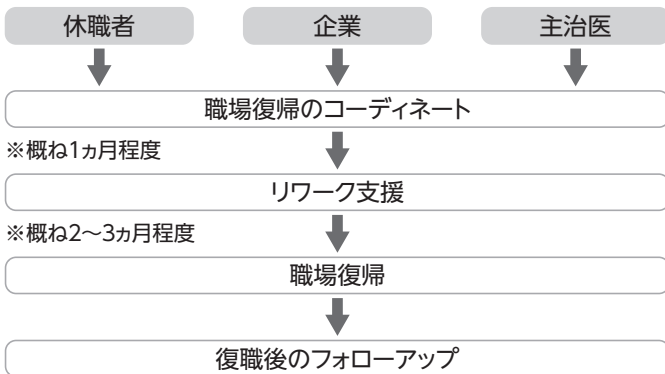 休職者 企業 主治医
職場復帰のコーディネート
※概ね1ヵ月程度
リワーク支援
※概ね2～3ヵ月程度
職場復帰
復職後のフォローアップ